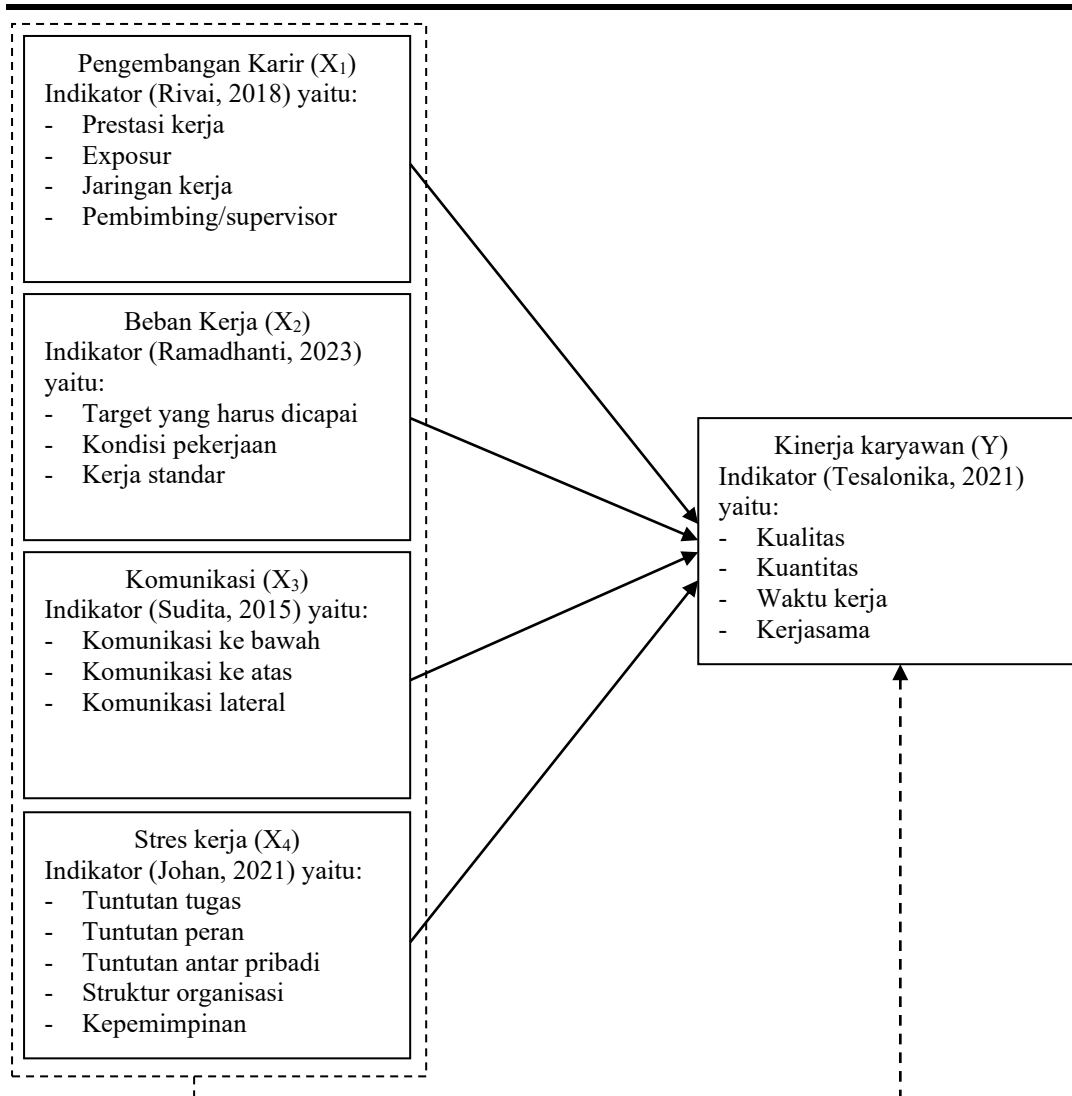 Pengembangan Karir (X₁)
Indikator (Rivai, 2018) yaitu:
- Prestasi kerja
- Exposur
- Jaringan kerja
- Pembimbing/supervisor
Beban Kerja (X₂)
Indikator (Ramadhanti, 2023)
yaitu:
- Target yang harus dicapai
- Kondisi pekerjaan
- Kerja standar
Komunikasi (X₃)
Indikator (Sudita, 2015) yaitu:
- Komunikasi ke bawah
- Komunikasi ke atas
- Komunikasi lateral
Stres kerja (X₄)
Indikator (Johan, 2021) yaitu:
- Tuntutan tugas
- Tuntutan peran
- Tuntutan antar pribadi
- Struktur organisasi
- Kepemimpinan
Kinerja karyawan (Y)
Indikator (Tesalonika, 2021)
yaitu:
- Kualitas
- Kuantitas
- Waktu kerja
- Kerjasama